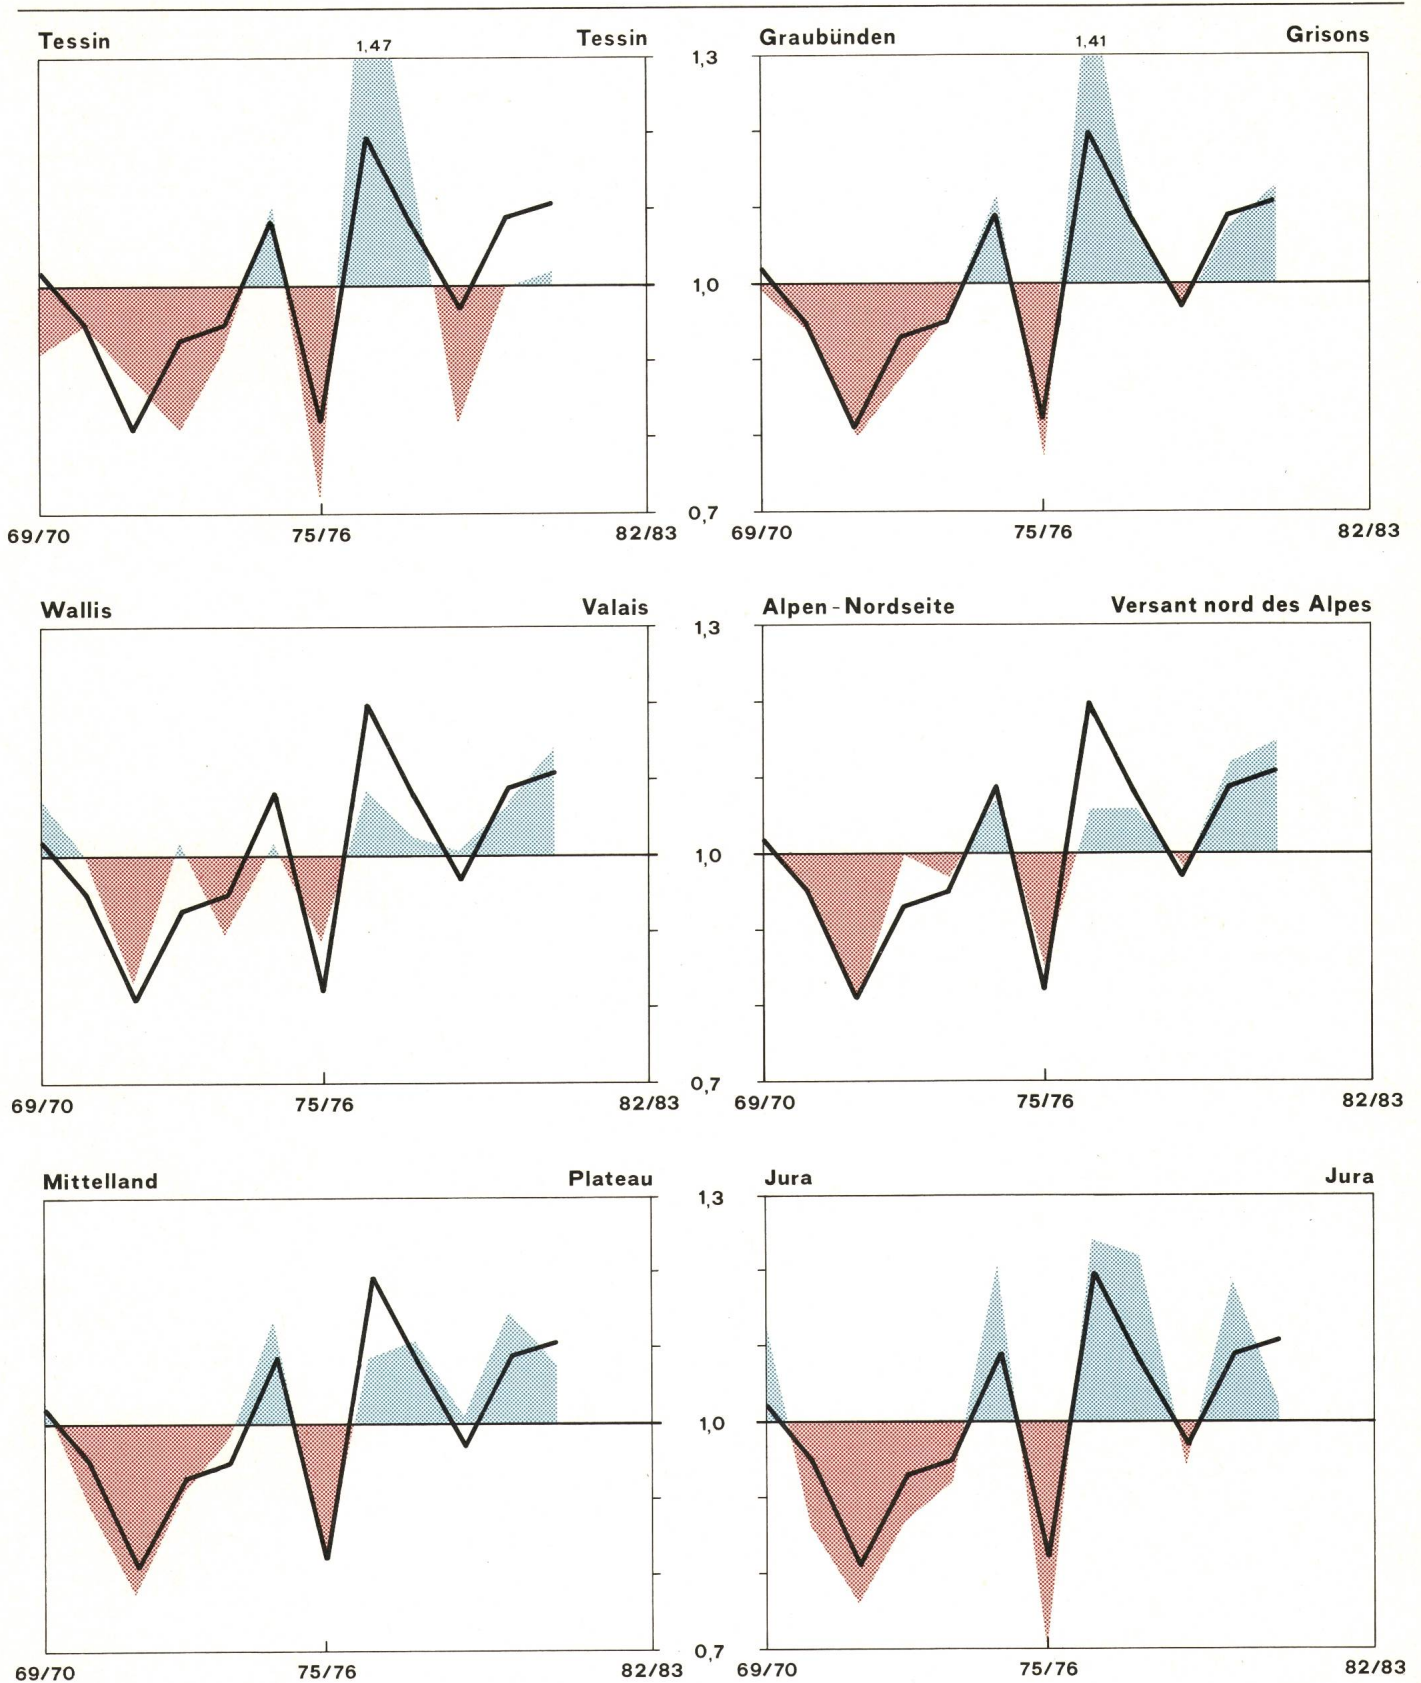 Tessin Tessin
1,47
1,3
1,0
0,7
69/70 75/76 82/83
Graubünden Grisons
1,41
69/70 75/76 82/83
Wallis Valais
1,3
1,0
0,7
69/70 75/76 82/83
Alpen-Nordseite Versant nord des Alpes
69/70 75/76 82/83
Mittelland Plateau
1,3
1,0
0,7
69/70 75/76 82/83
Jura Jura
69/70 75/76 82/83